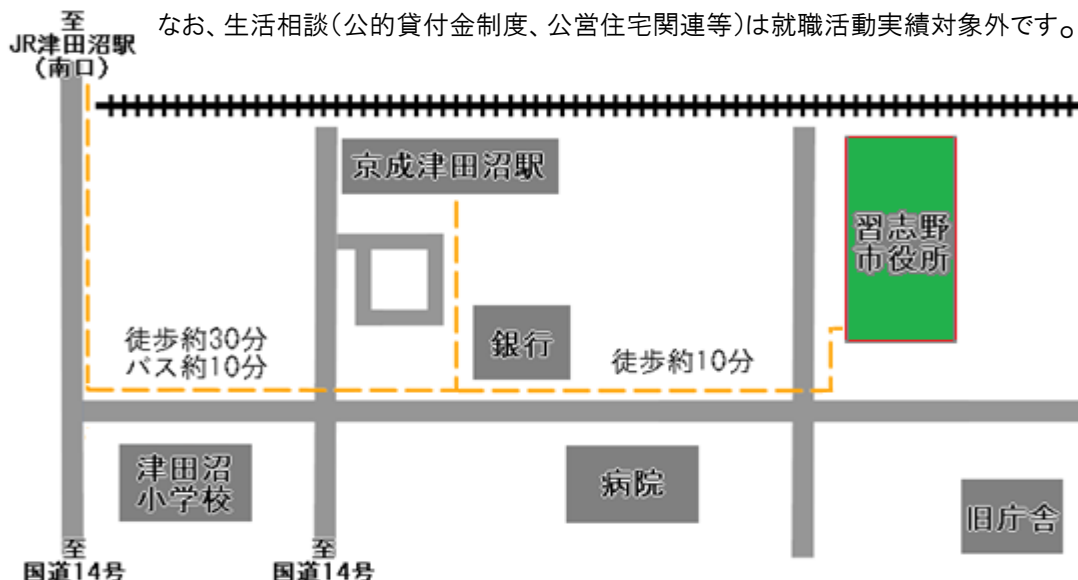 なお、生活相談(公的貸付金制度、公営住宅関連等)は就職活動実績対象外です。
至
JR津田沼駅
(南口)
京成津田沼駅
習志野
市役所
徒歩約30分
バス約10分
銀行
徒歩約10分
津田沼
小学校
病院
旧庁舎
至
国道14号
至
国道14号